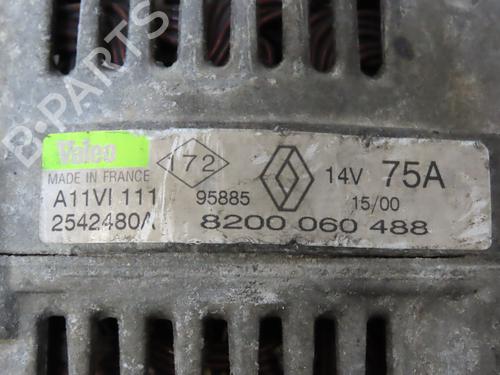 Valeo
172
MADE IN FRANCE
14V 75A
A11VI 111
95885
15/00
2542480A
8200 060 488
B-PARTS